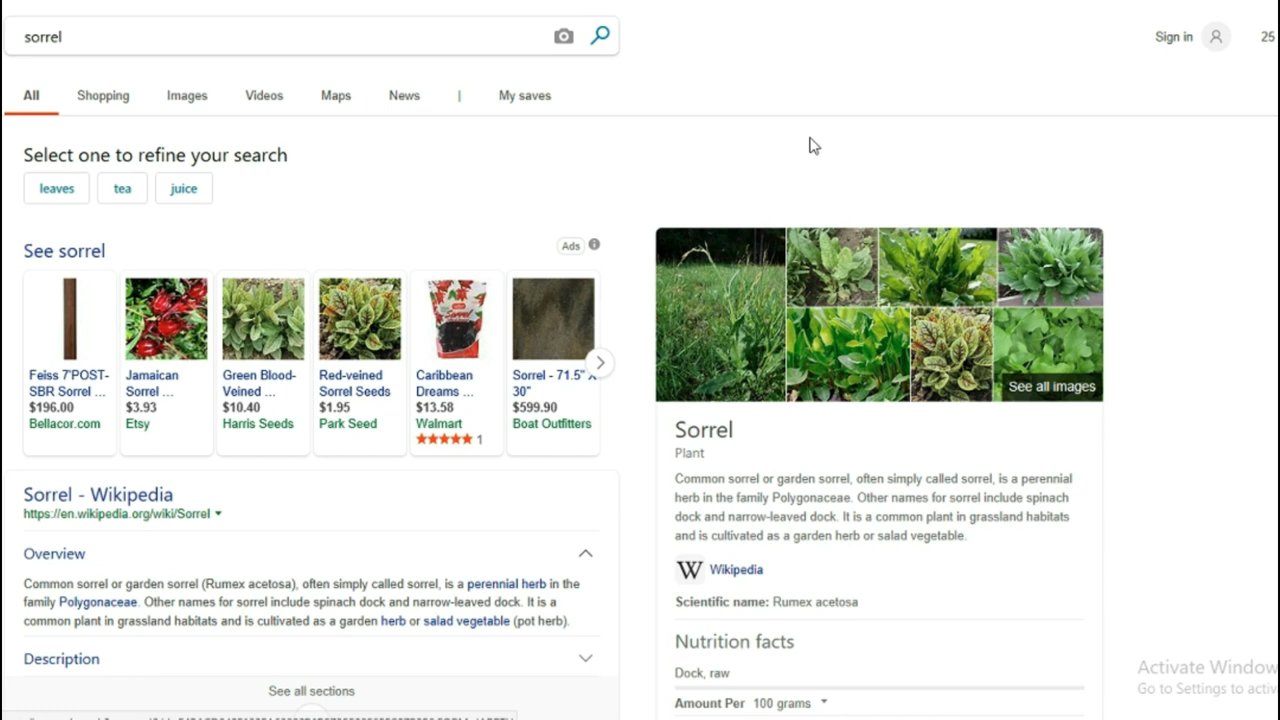 sorrel
Sign in
25
All
Shopping
Images
Videos
Maps
News
|
My saves
Select one to refine your search
leaves
tea
juice
See sorrel
Ads
Feiss 7'POST-
SBR Sorrel ...
$196.00
Bellacor.com
Jamaican
Sorrel ...
$3.93
Etsy
Green Blood-
Veined ...
$10.40
Harris Seeds
Red-veined
Sorrel Seeds
$1.95
Park Seed
Caribbean
Dreams ...
$13.58
Walmart
1
Sorrel - 71.5" X
30"
$599.90
Boat Outfitters
Sorrel - Wikipedia
https://en.wikipedia.org/wiki/Sorrel
Overview
Common sorrel or garden sorrel (Rumex acetosa), often simply called sorrel, is a perennial herb in the
family Polygonaceae. Other names for sorrel include spinach dock and narrow-leaved dock. It is a
common plant in grassland habitats and is cultivated as a garden herb or salad vegetable (pot herb).
Description
See all sections
See all images
Sorrel
Plant
Common sorrel or garden sorrel, often simply called sorrel, is a perennial
herb in the family Polygonaceae. Other names for sorrel include spinach
dock and narrow-leaved dock. It is a common plant in grassland habitats
and is cultivated as a garden herb or salad vegetable.
W Wikipedia
Scientific name: Rumex acetosa
Nutrition facts
Dock, raw
Amount Per 100 grams
Activate Window
Go to Settings to activ